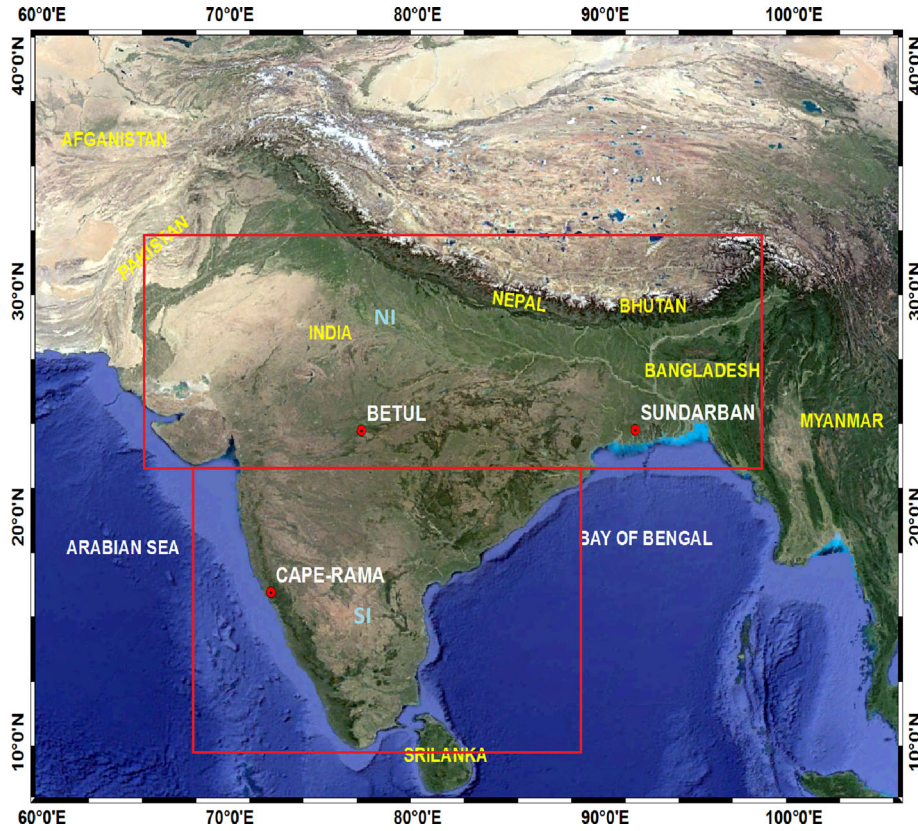 60°0'E 70°0'E 80°0'E 90°0'E 100°0'E
40°0'N 40°0'N
AFGANISTAN
PAKISTAN
30°0'N 30°0'N
NEPAL BHUTAN
INDIA NI
BANGLADESH
BETUL SUNDARBAN
MYANMAR
20°0'N 20°0'N
ARABIAN SEA BAY OF BENGAL
CAPE-RAMA
SI
10°0'N 10°0'N
SRILANKA
60°0'E 70°0'E 80°0'E 90°0'E 100°0'E